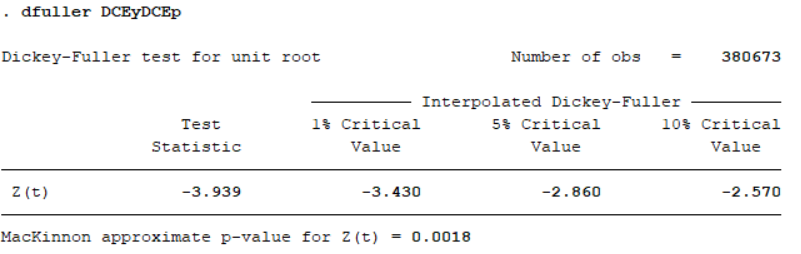 . dfuller DCEyDCEp
Dickey-Fuller test for unit root                   Number of obs   =    380673
Interpolated Dickey-Fuller
Test         1% Critical       5% Critical      10% Critical
Statistic           Value             Value             Value
Z(t)             -3.939            -3.430            -2.860            -2.570
MacKinnon approximate p-value for Z(t) = 0.0018